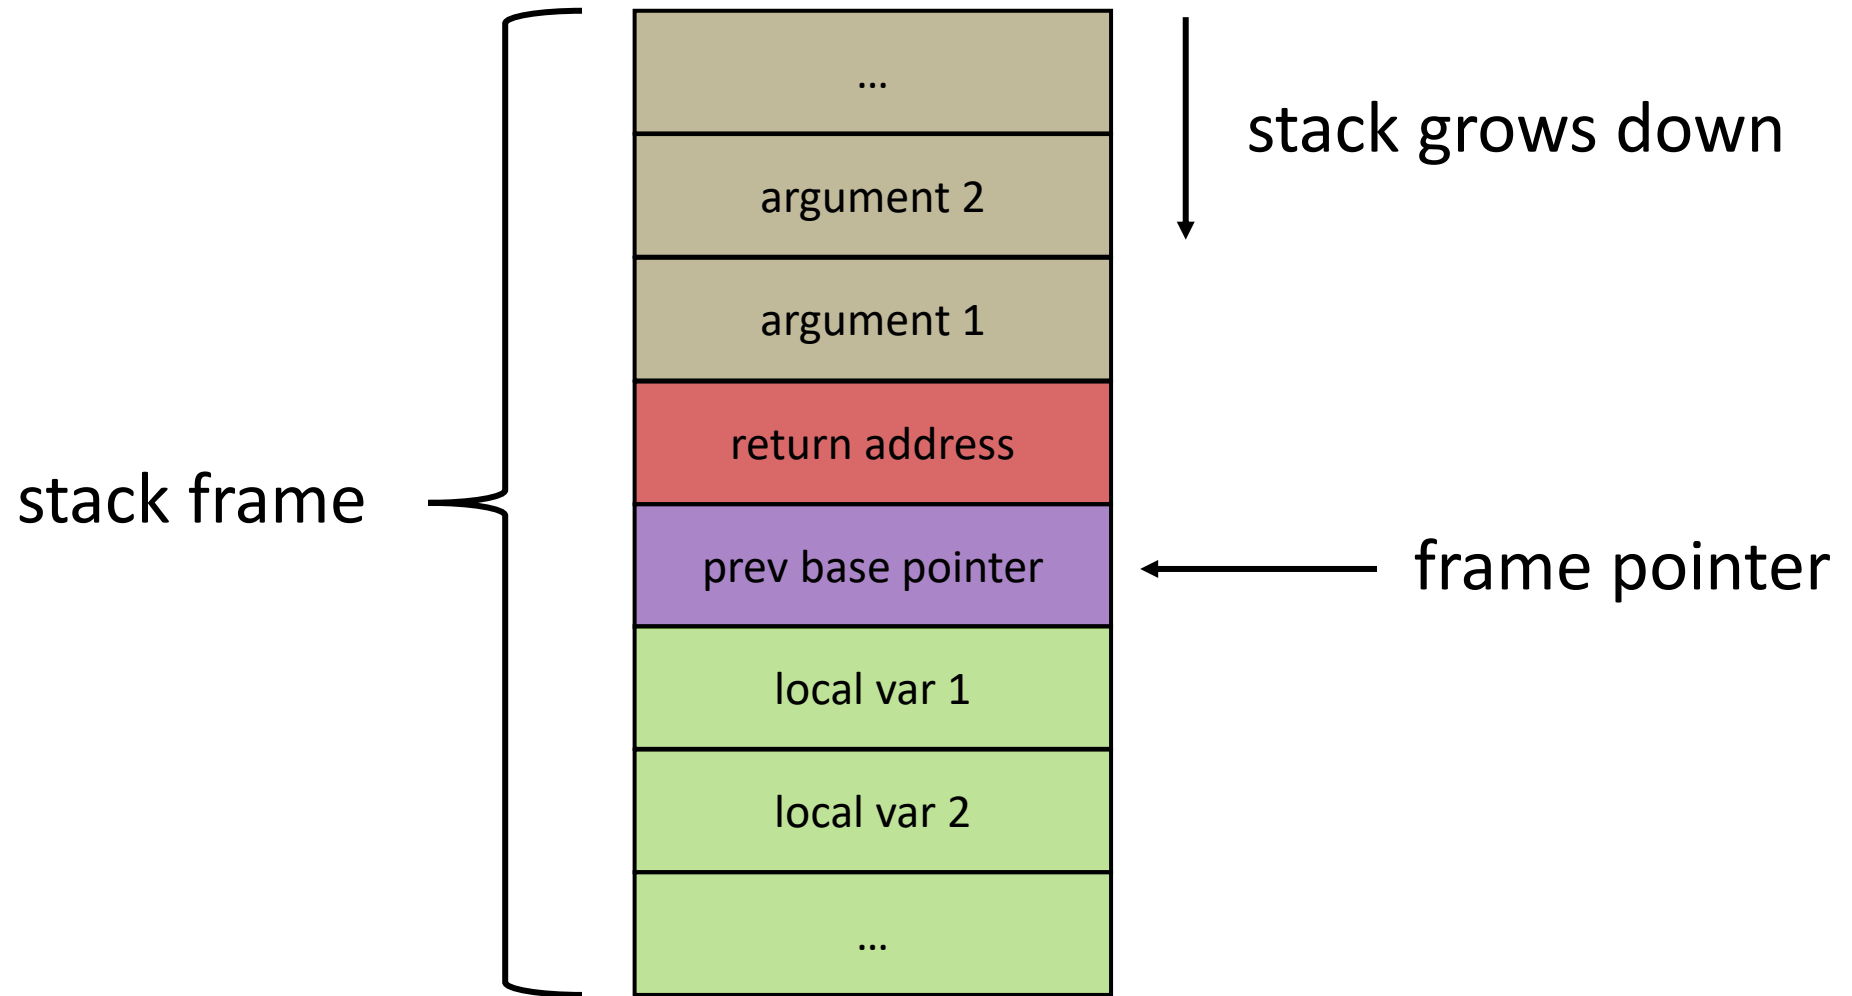 ...
stack grows down
argument 2
argument 1
return address
stack frame
prev base pointer
frame pointer
local var 1
local var 2
...